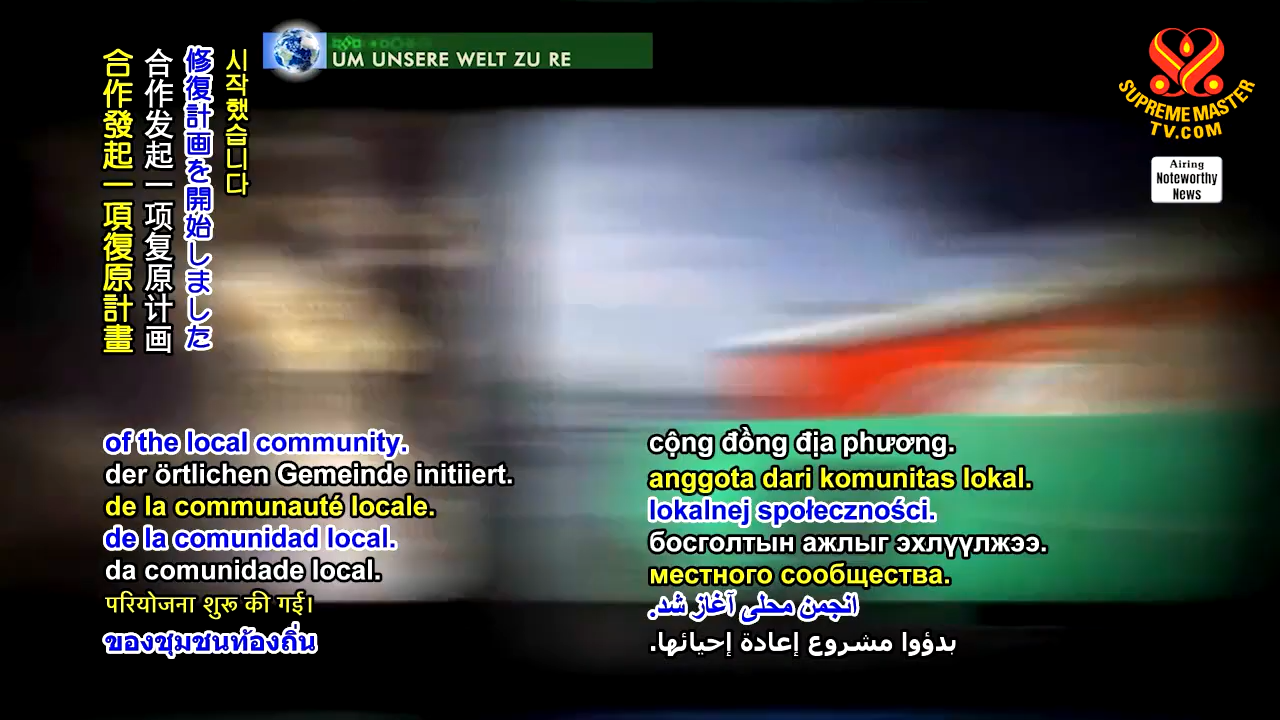 UM UNSERE WELT ZU RE
SUPREME MASTER
TV.COM
Airing
Noteworthy
News
시작했습니다
修復計画を開始しました
合作发起一项复原计画
合作發起一項復原計畫
of the local community.
der örtlichen Gemeinde initiiert.
de la communauté locale.
de la comunidad local.
da comunidade local.
परियोजना शुरू की गई।
ของชุมชนท้องถิ่น
cộng đồng địa phương.
anggota dari komunitas lokal.
lokalnej społeczności.
босголтын ажлыг эхлүүлжээ.
местного сообщества.
انجمن محلی آغاز شد.
بدؤوا مشروع إعادة إحيائها.